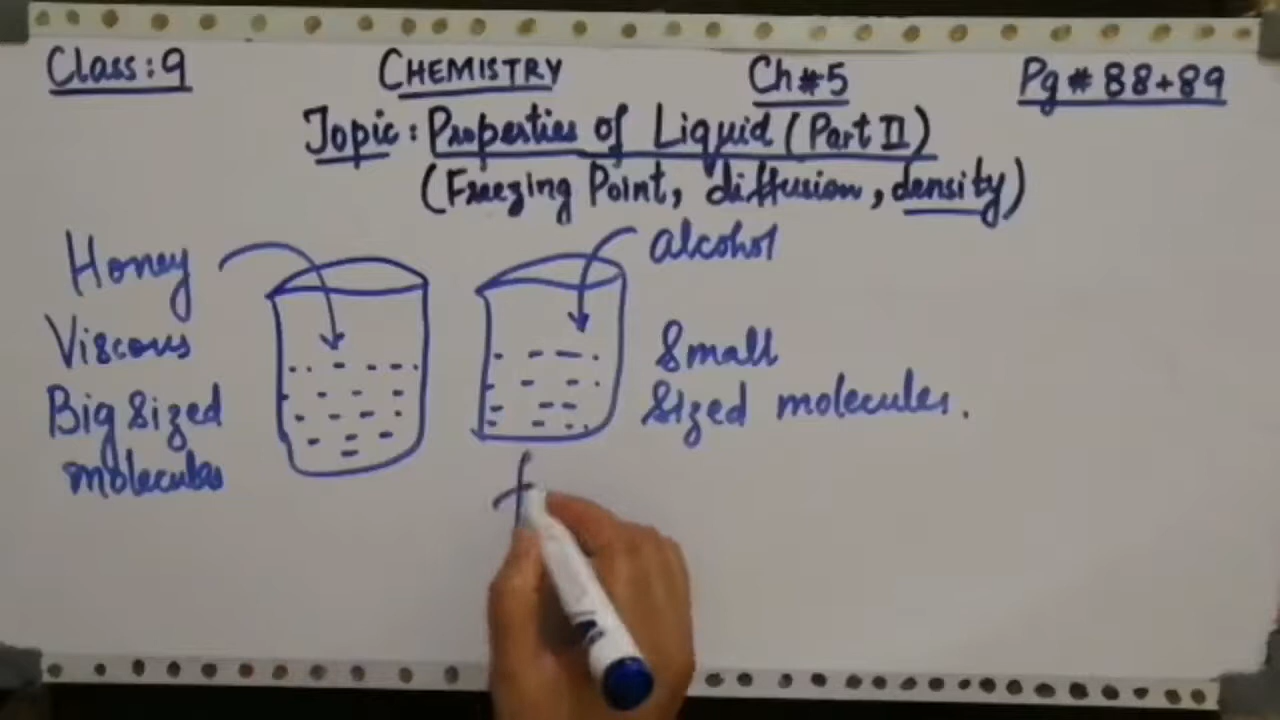 Class: 9 CHEMISTRY Ch#5 Pg# 88+89
Topic: Properties of Liquid (Part II)
(Freezing Point, diffusion, density)
Honey
Viscous
Big Sized
molecules
alcohol
Small
Sized molecules.
f